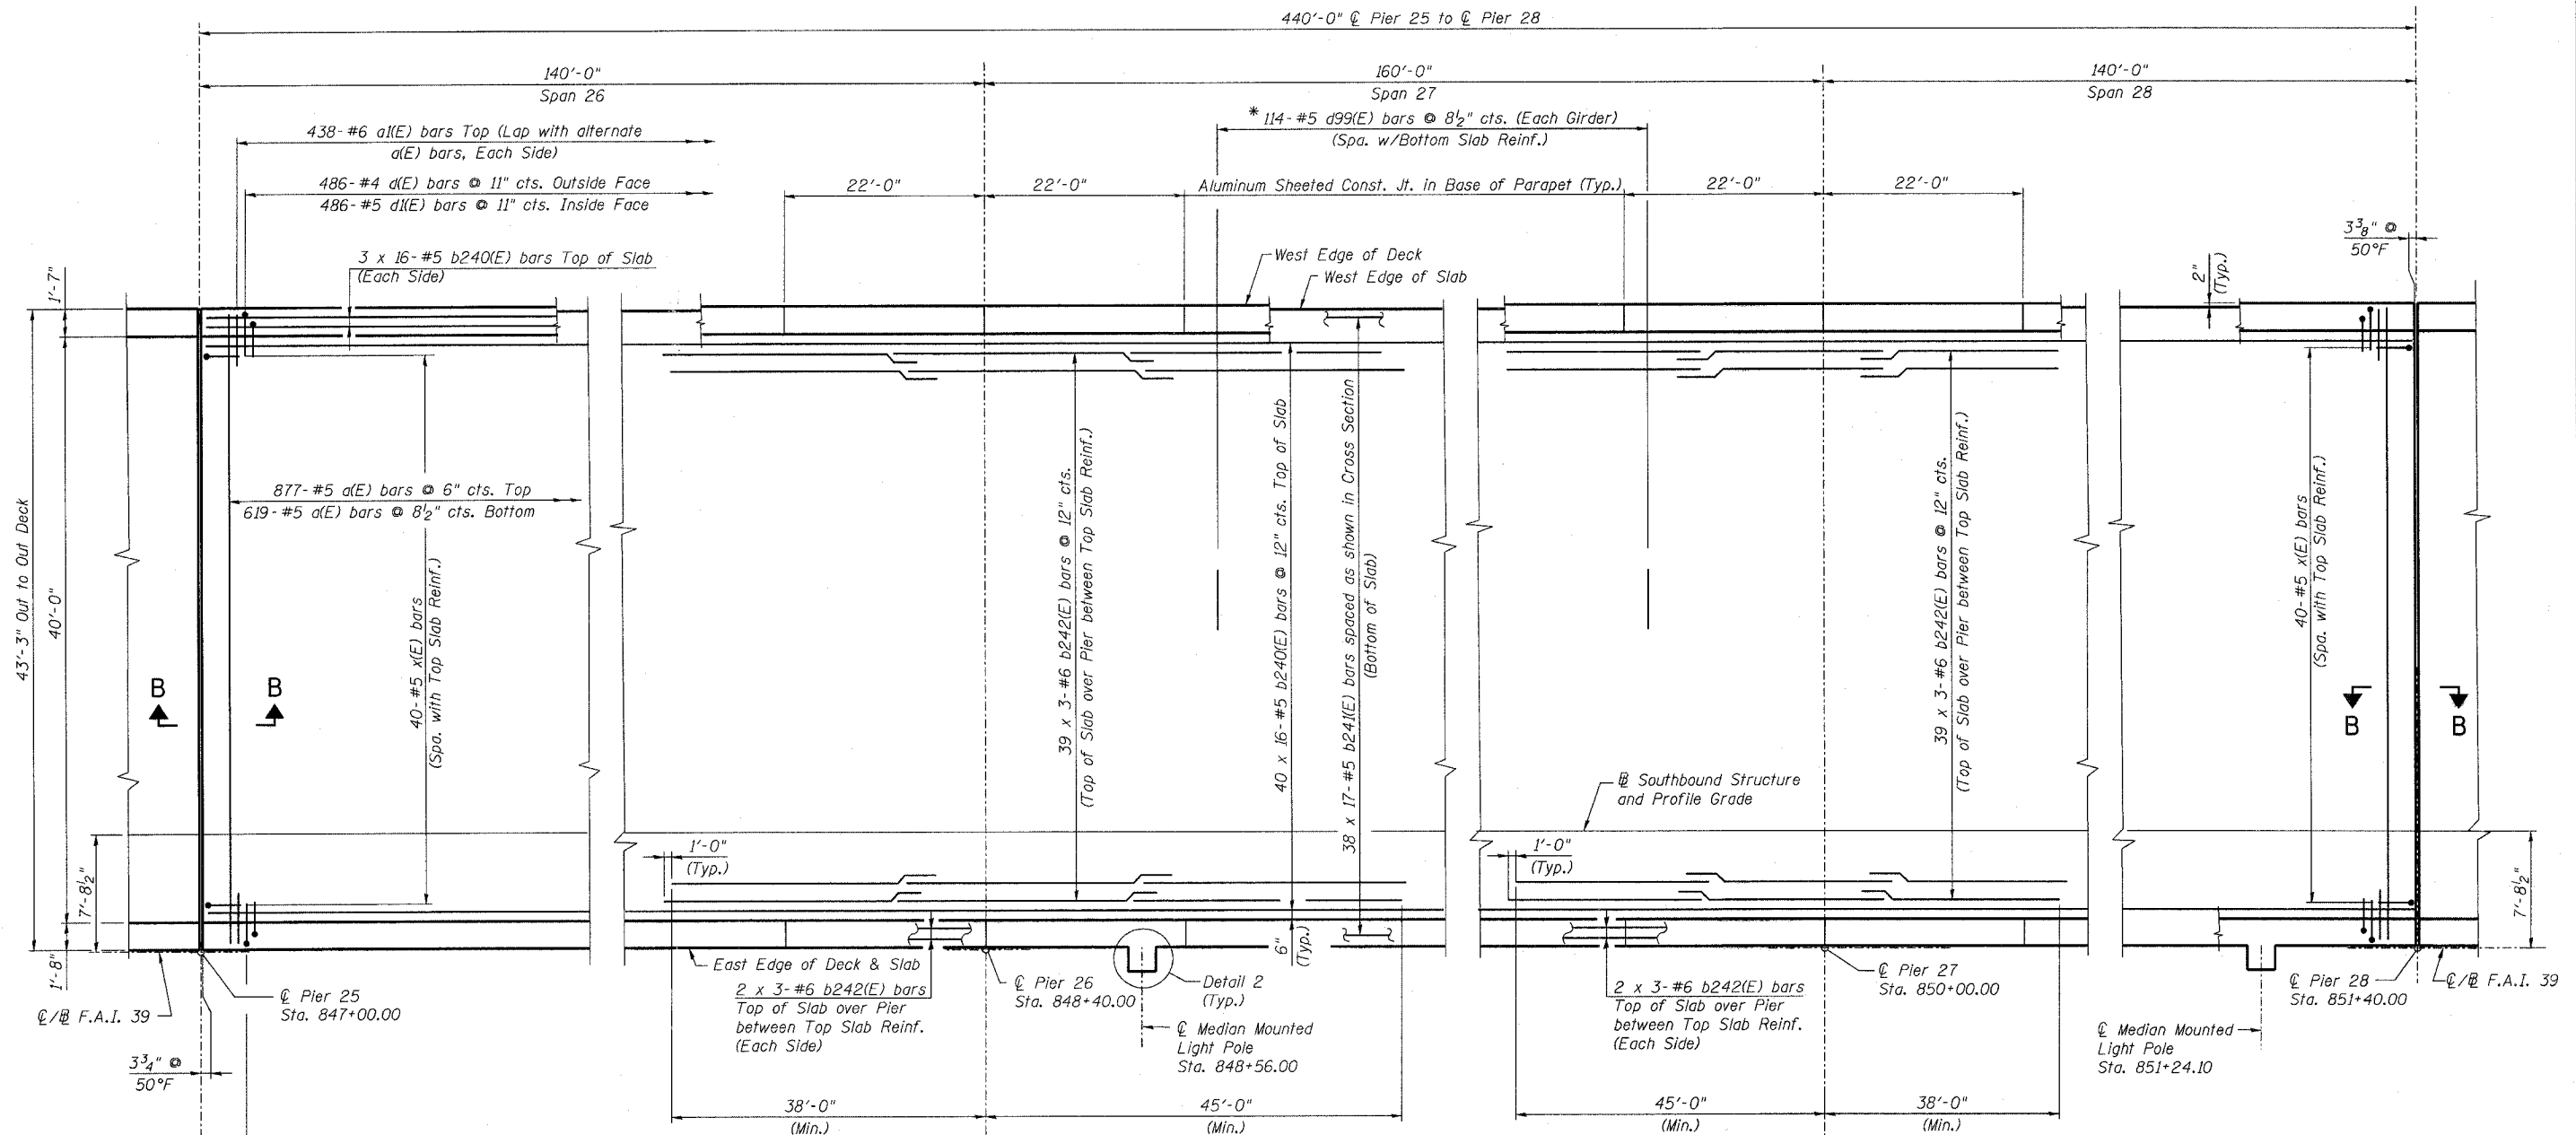 440'-0" ℄ Pier 25 to ℄ Pier 28
140'-0"
Span 26
160'-0"
Span 27
140'-0"
Span 28
438-#6 a1(E) bars Top (Lap with alternate
a(E) bars, Each Side)
* 114-#5 d99(E) bars @ 8½" cts. (Each Girder)
(Spa. w/Bottom Slab Reinf.)
486-#4 d(E) bars @ 11" cts. Outside Face
486-#5 d1(E) bars @ 11" cts. Inside Face
22'-0"
22'-0"
Aluminum Sheeted Const. Jt. in Base of Parapet (Typ.)
22'-0"
22'-0"
3⅜" @
50°F
3 x 16-#5 b240(E) bars Top of Slab
(Each Side)
West Edge of Deck
West Edge of Slab
2"
(Typ.)
1'-7"
43'-3" Out to Out Deck
40'-0"
7'-8½"
1'-8"
877-#5 a(E) bars @ 6" cts. Top
619-#5 a(E) bars @ 8½" cts. Bottom
40-#5 x(E) bars
(Spa. with Top Slab Reinf.)
39 x 3-#6 b242(E) bars @ 12" cts.
(Top of Slab over Pier between Top Slab Reinf.)
40 x 16-#5 b240(E) bars @ 12" cts. Top of Slab
38 x 17-#5 b241(E) bars spaced as shown in Cross Section
(Bottom of Slab)
39 x 3-#6 b242(E) bars @ 12" cts.
(Top of Slab over Pier between Top Slab Reinf.)
40-#5 x(E) bars
(Spa. with Top Slab Reinf.)
B
B
B
B
℄ Southbound Structure
and Profile Grade
1'-0"
(Typ.)
1'-0"
(Typ.)
7'-8½"
6"
(Typ.)
East Edge of Deck & Slab
2 x 3-#6 b242(E) bars
Top of Slab over Pier
between Top Slab Reinf.
(Each Side)
℄ Pier 25
Sta. 847+00.00
℄/B F.A.I. 39
3¾" @
50°F
℄ Pier 26
Sta. 848+40.00
Detail 2
(Typ.)
℄ Median Mounted
Light Pole
Sta. 848+56.00
2 x 3-#6 b242(E) bars
Top of Slab over Pier
between Top Slab Reinf.
(Each Side)
℄ Pier 27
Sta. 850+00.00
℄ Pier 28
Sta. 851+40.00
℄/B F.A.I. 39
℄ Median Mounted
Light Pole
Sta. 851+24.10
38'-0"
(Min.)
45'-0"
(Min.)
45'-0"
(Min.)
38'-0"
(Min.)